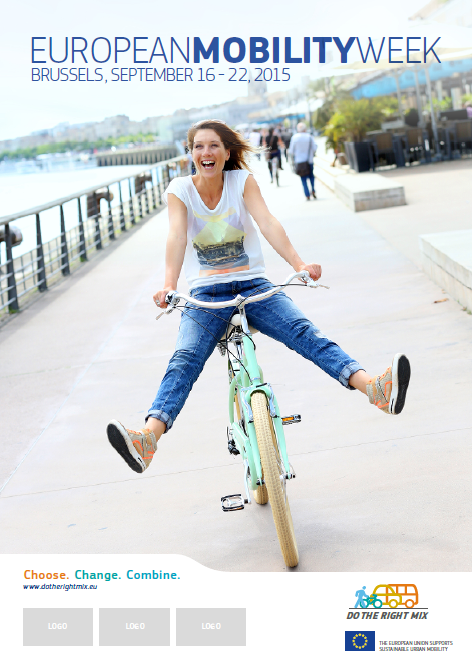 EUROPEANMOBILITYWEEK
BRUSSELS, SEPTEMBER 16 - 22, 2015
Choose. Change. Combine.
www.dotherightmix.eu
LOGO LOGO LOGO
DO THE RIGHT MIX
THE EUROPEAN UNION SUPPORTS
SUSTAINABLE URBAN MOBILITY